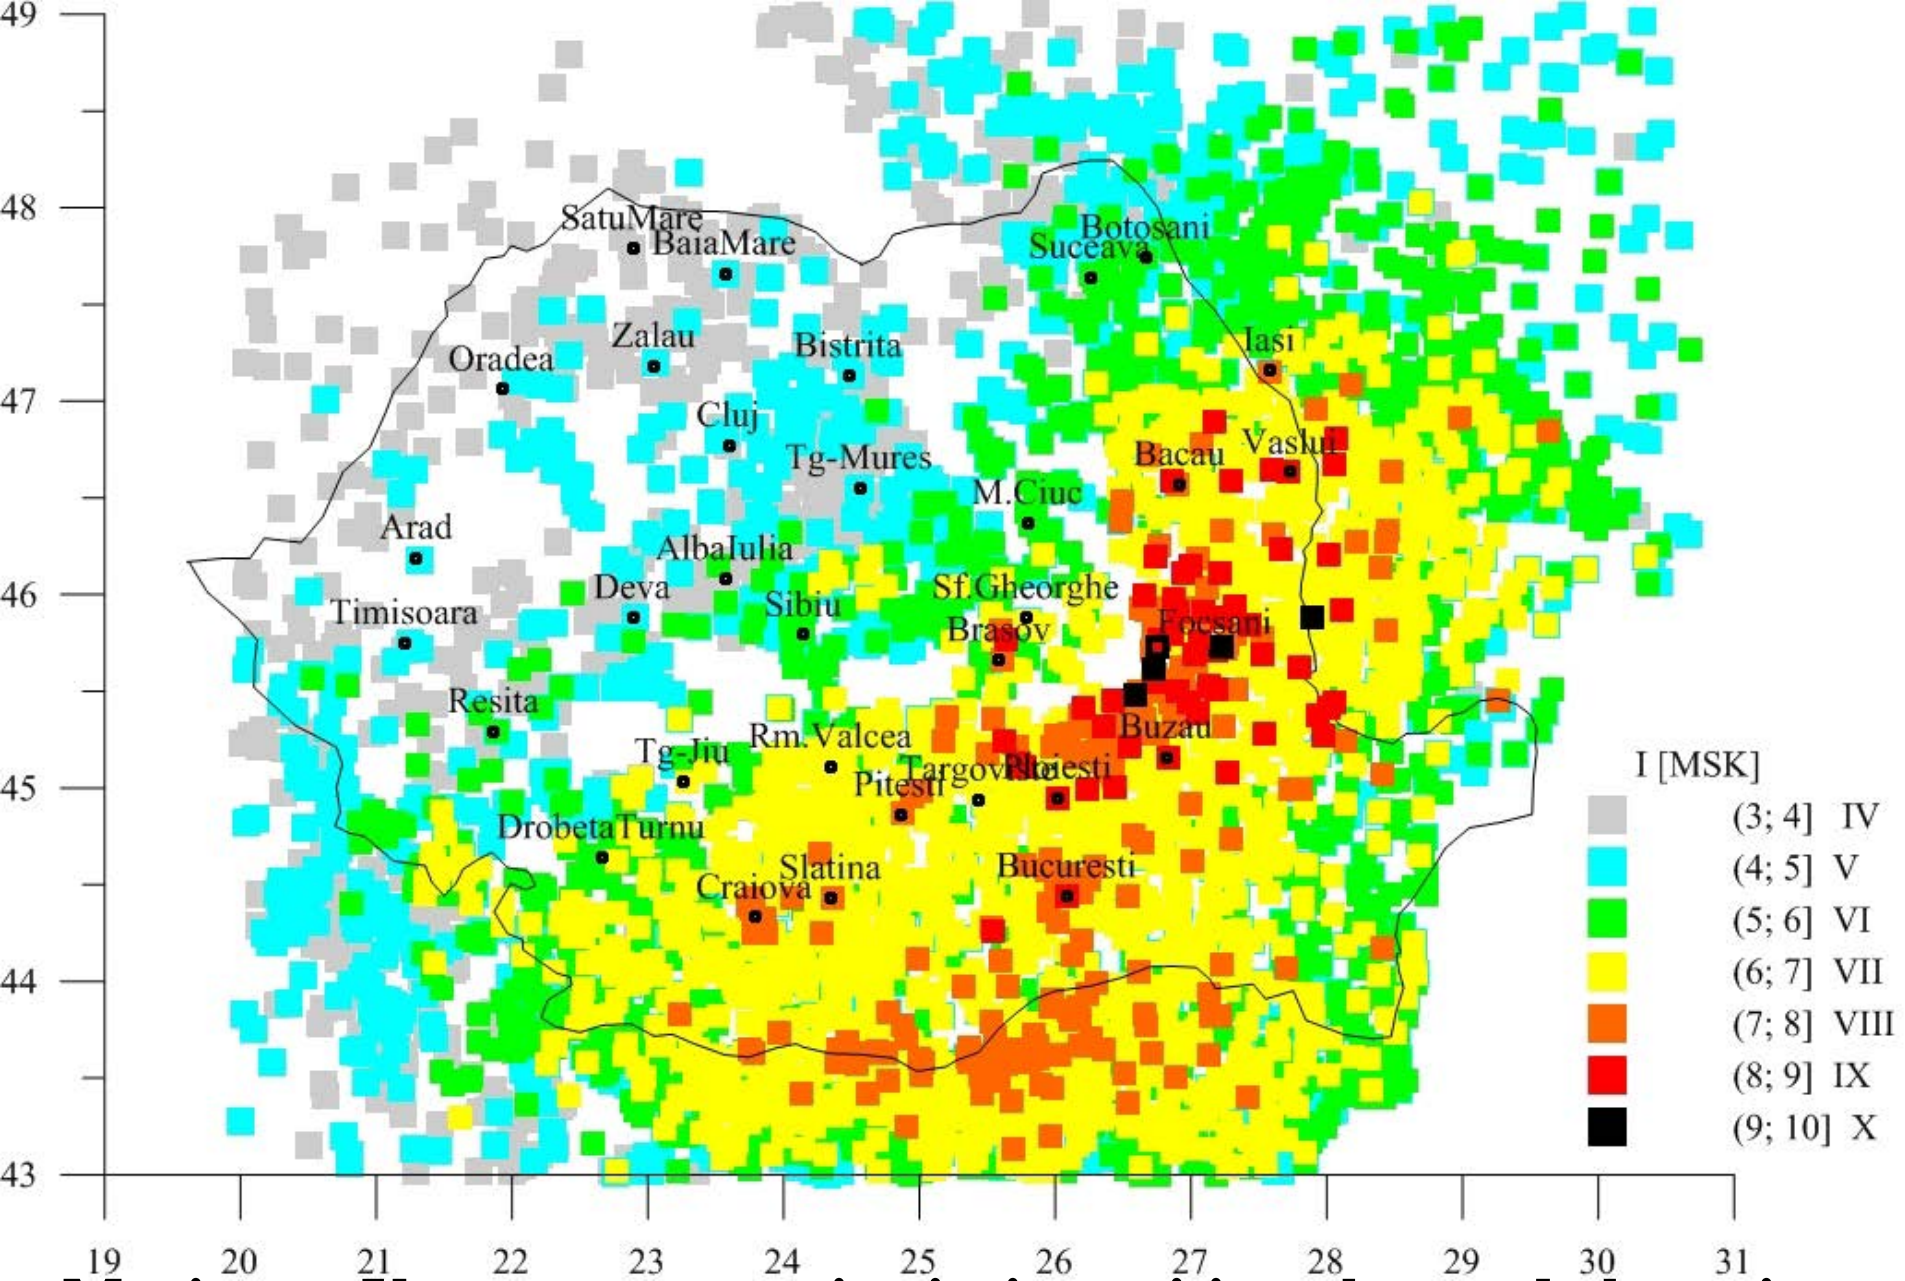 49
48
47
46
45
44
43
19 20 21 22 23 24 25 26 27 28 29 30 31
SatuMare
BaiaMare
Botosani
Suceava
Oradea
Zalau
Bistrita
Iasi
Cluj
Tg-Mures
Bacau
Vaslui
M.Ciuc
Arad
AlbaIulia
Deva
Sf.Gheorghe
Timisoara
Sibiu
Brasov
Focsani
Resita
Tg-Jiu
Rm.Valcea
Buzau
Pitesti
Targoviste
Ploiesti
DrobetaTurnu
Slatina
Craiova
Bucuresti
I [MSK]
(3; 4] IV
(4; 5] V
(5; 6] VI
(6; 7] VII
(7; 8] VIII
(8; 9] IX
(9; 10] X